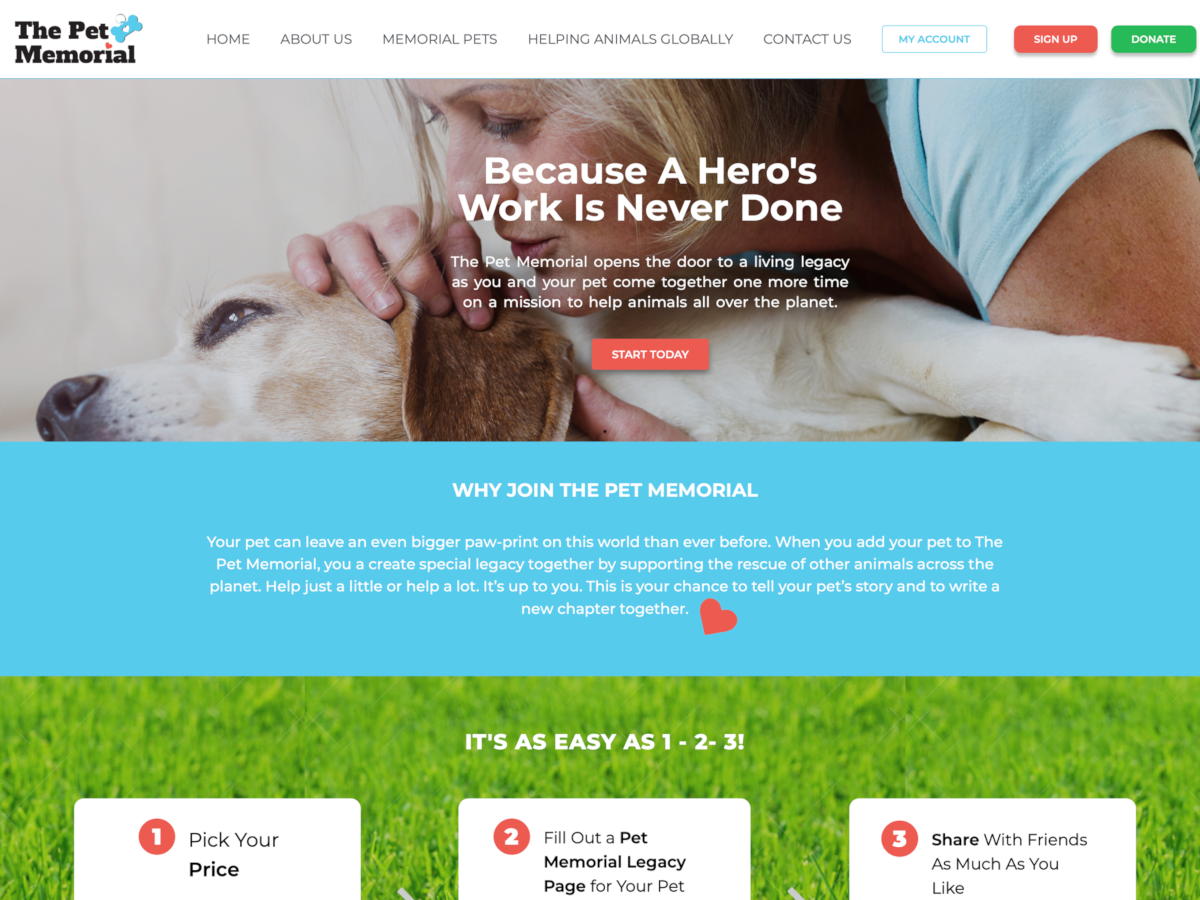 The Pet
Memorial
HOME
ABOUT US
MEMORIAL PETS
HELPING ANIMALS GLOBALLY
CONTACT US
MY ACCOUNT
SIGN UP
DONATE
Because A Hero's
Work Is Never Done
The Pet Memorial opens the door to a living legacy
as you and your pet come together one more time
on a mission to help animals all over the planet.
START TODAY
WHY JOIN THE PET MEMORIAL
Your pet can leave an even bigger paw-print on this world than ever before. When you add your pet to The
Pet Memorial, you a create special legacy together by supporting the rescue of other animals across the
planet. Help just a little or help a lot. It’s up to you. This is your chance to tell your pet’s story and to write a
new chapter together.
IT'S AS EASY AS 1 - 2- 3!
1
Pick Your
Price
2
Fill Out a Pet
Memorial Legacy
Page for Your Pet
3
Share With Friends
As Much As You
Like